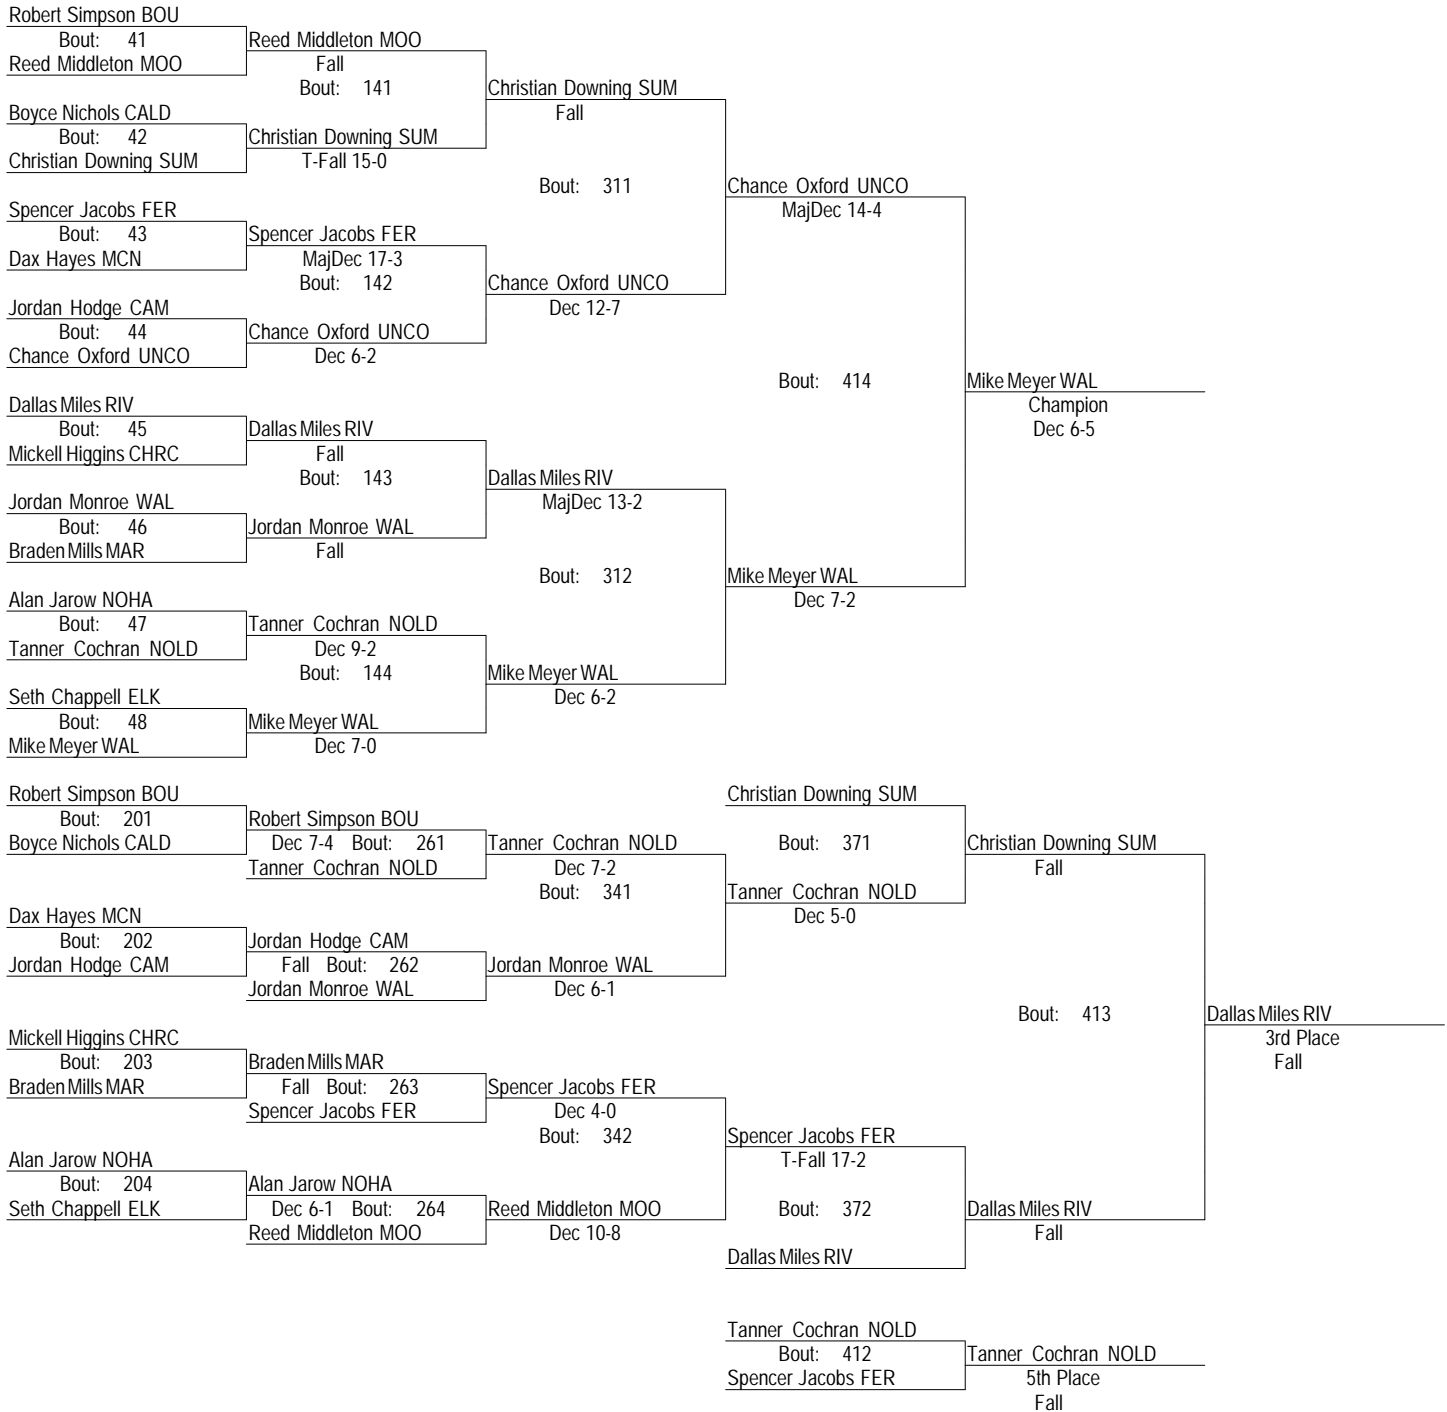 Robert Simpson BOU
Bout: 41
Reed Middleton MOO
Reed Middleton MOO
Fall
Bout: 141
Christian Downing SUM
Fall
Boyce Nichols CALD
Bout: 42
Christian Downing SUM
Christian Downing SUM
T-Fall 15-0
Bout: 311
Chance Oxford UNCO
MajDec 14-4
Spencer Jacobs FER
Bout: 43
Dax Hayes MCN
Spencer Jacobs FER
MajDec 17-3
Bout: 142
Chance Oxford UNCO
Dec 12-7
Jordan Hodge CAM
Bout: 44
Chance Oxford UNCO
Chance Oxford UNCO
Dec 6-2
Bout: 414
Mike Meyer WAL
Champion
Dec 6-5
Dallas Miles RIV
Bout: 45
Mickell Higgins CHRC
Dallas Miles RIV
Fall
Bout: 143
Dallas Miles RIV
MajDec 13-2
Jordan Monroe WAL
Bout: 46
Braden Mills MAR
Jordan Monroe WAL
Fall
Bout: 312
Mike Meyer WAL
Dec 7-2
Alan Jarow NOHA
Bout: 47
Tanner Cochran NOLD
Tanner Cochran NOLD
Dec 9-2
Bout: 144
Mike Meyer WAL
Dec 6-2
Seth Chappell ELK
Bout: 48
Mike Meyer WAL
Mike Meyer WAL
Dec 7-0
Robert Simpson BOU
Bout: 201
Boyce Nichols CALD
Robert Simpson BOU
Dec 7-4 Bout: 261
Tanner Cochran NOLD
Tanner Cochran NOLD
Dec 7-2
Bout: 341
Christian Downing SUM
Bout: 371
Tanner Cochran NOLD
Dec 5-0
Christian Downing SUM
Fall
Dax Hayes MCN
Bout: 202
Jordan Hodge CAM
Jordan Hodge CAM
Fall Bout: 262
Jordan Monroe WAL
Jordan Monroe WAL
Dec 6-1
Bout: 413
Dallas Miles RIV
3rd Place
Fall
Mickell Higgins CHRC
Bout: 203
Braden Mills MAR
Braden Mills MAR
Fall Bout: 263
Spencer Jacobs FER
Spencer Jacobs FER
Dec 4-0
Bout: 342
Spencer Jacobs FER
T-Fall 17-2
Bout: 372
Dallas Miles RIV
Dallas Miles RIV
Fall
Alan Jarow NOHA
Bout: 204
Seth Chappell ELK
Alan Jarow NOHA
Dec 6-1 Bout: 264
Reed Middleton MOO
Reed Middleton MOO
Dec 10-8
Tanner Cochran NOLD
Bout: 412
Spencer Jacobs FER
Tanner Cochran NOLD
5th Place
Fall